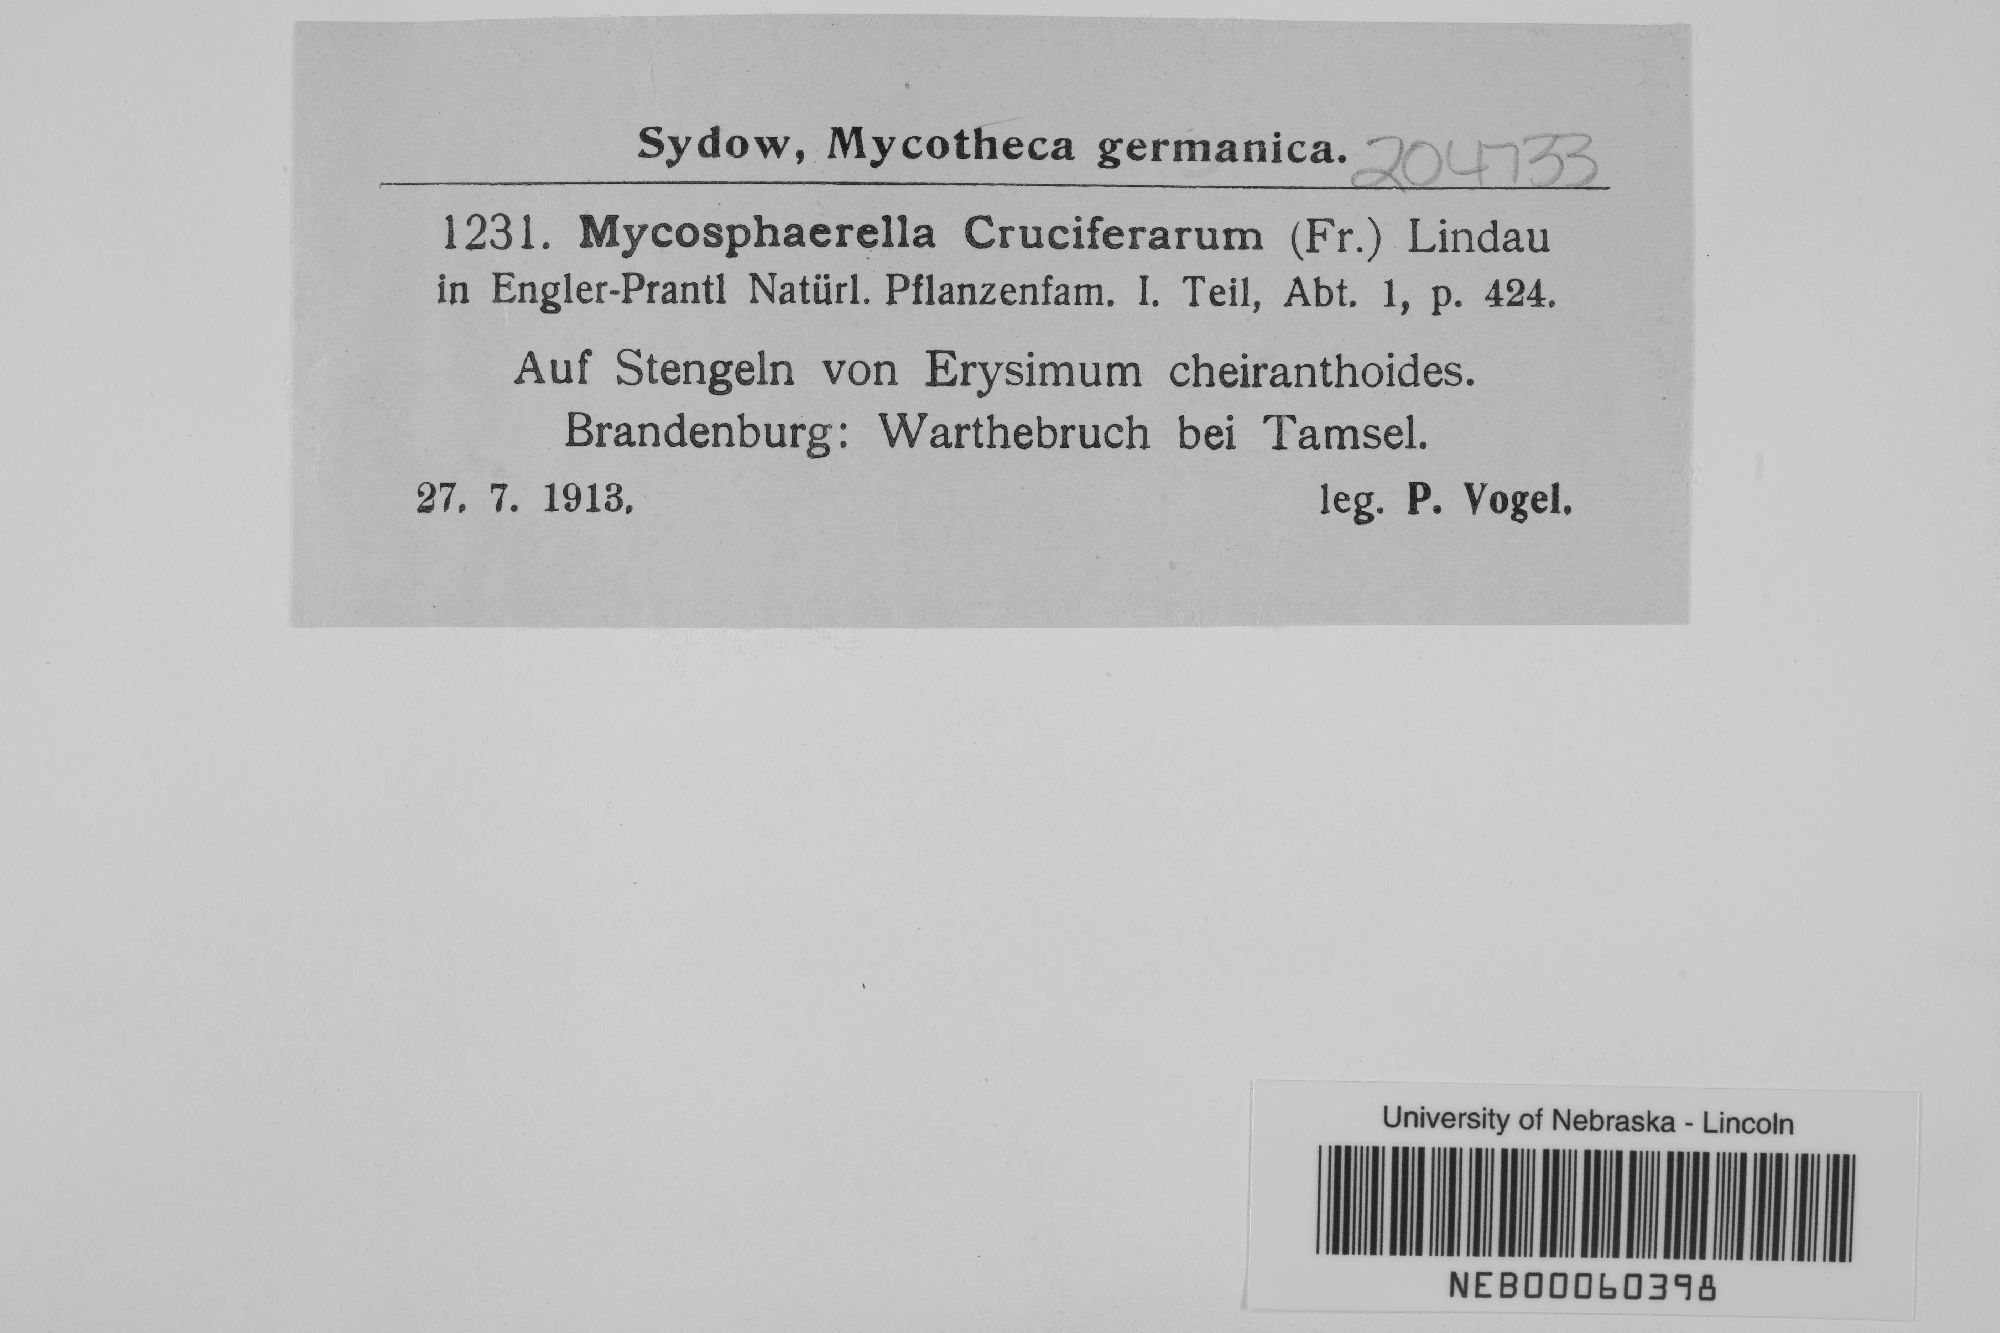 Sydow, Mycotheca germanica. 204733
1231. Mycosphaerella Cruciferarum (Fr.) Lindau
in Engler-Prantl Natürl. Pflanzenfam. I. Teil, Abt. 1, p. 424.
Auf Stengeln von Erysimum cheiranthoides.
Brandenburg: Warthebruch bei Tamsel.
27. 7. 1913. leg. P. Vogel.
University of Nebraska - Lincoln
NEB00060398